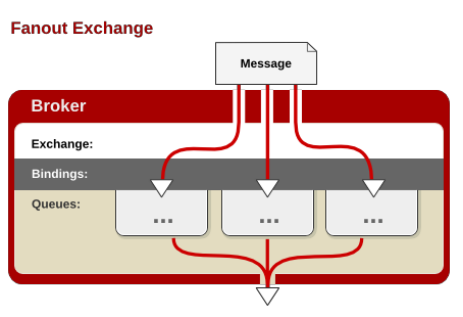 Fanout Exchange
Message
Broker
Exchange:
Bindings:
Queues:
... ... ...